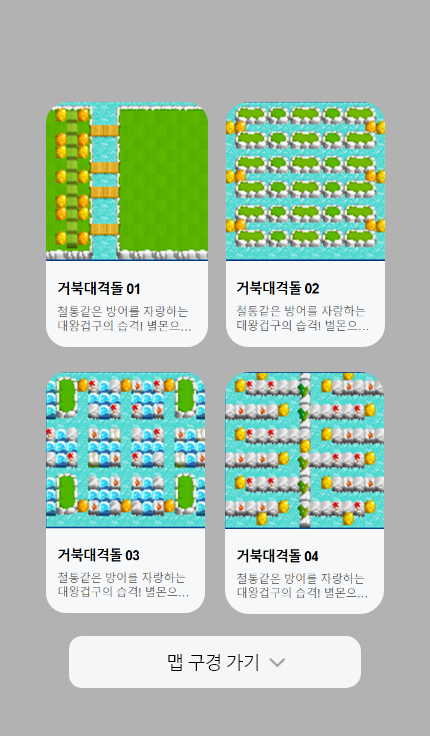 거북대격돌 01
철통같은 방어를 자랑하는
대왕겁구의 습격! 별몬으...
거북대격돌 02
철통같은 방어를 자랑하는
대왕겁구의 습격! 벌몬으...
거북대격돌 03
철통같은 방어를 자랑하는
대왕겁구의 습격! 별몬으...
거북대격돌 04
철통같은 방어를 자랑하는
대왕겁구의 습격! 별몬으...
맵 구경 가기